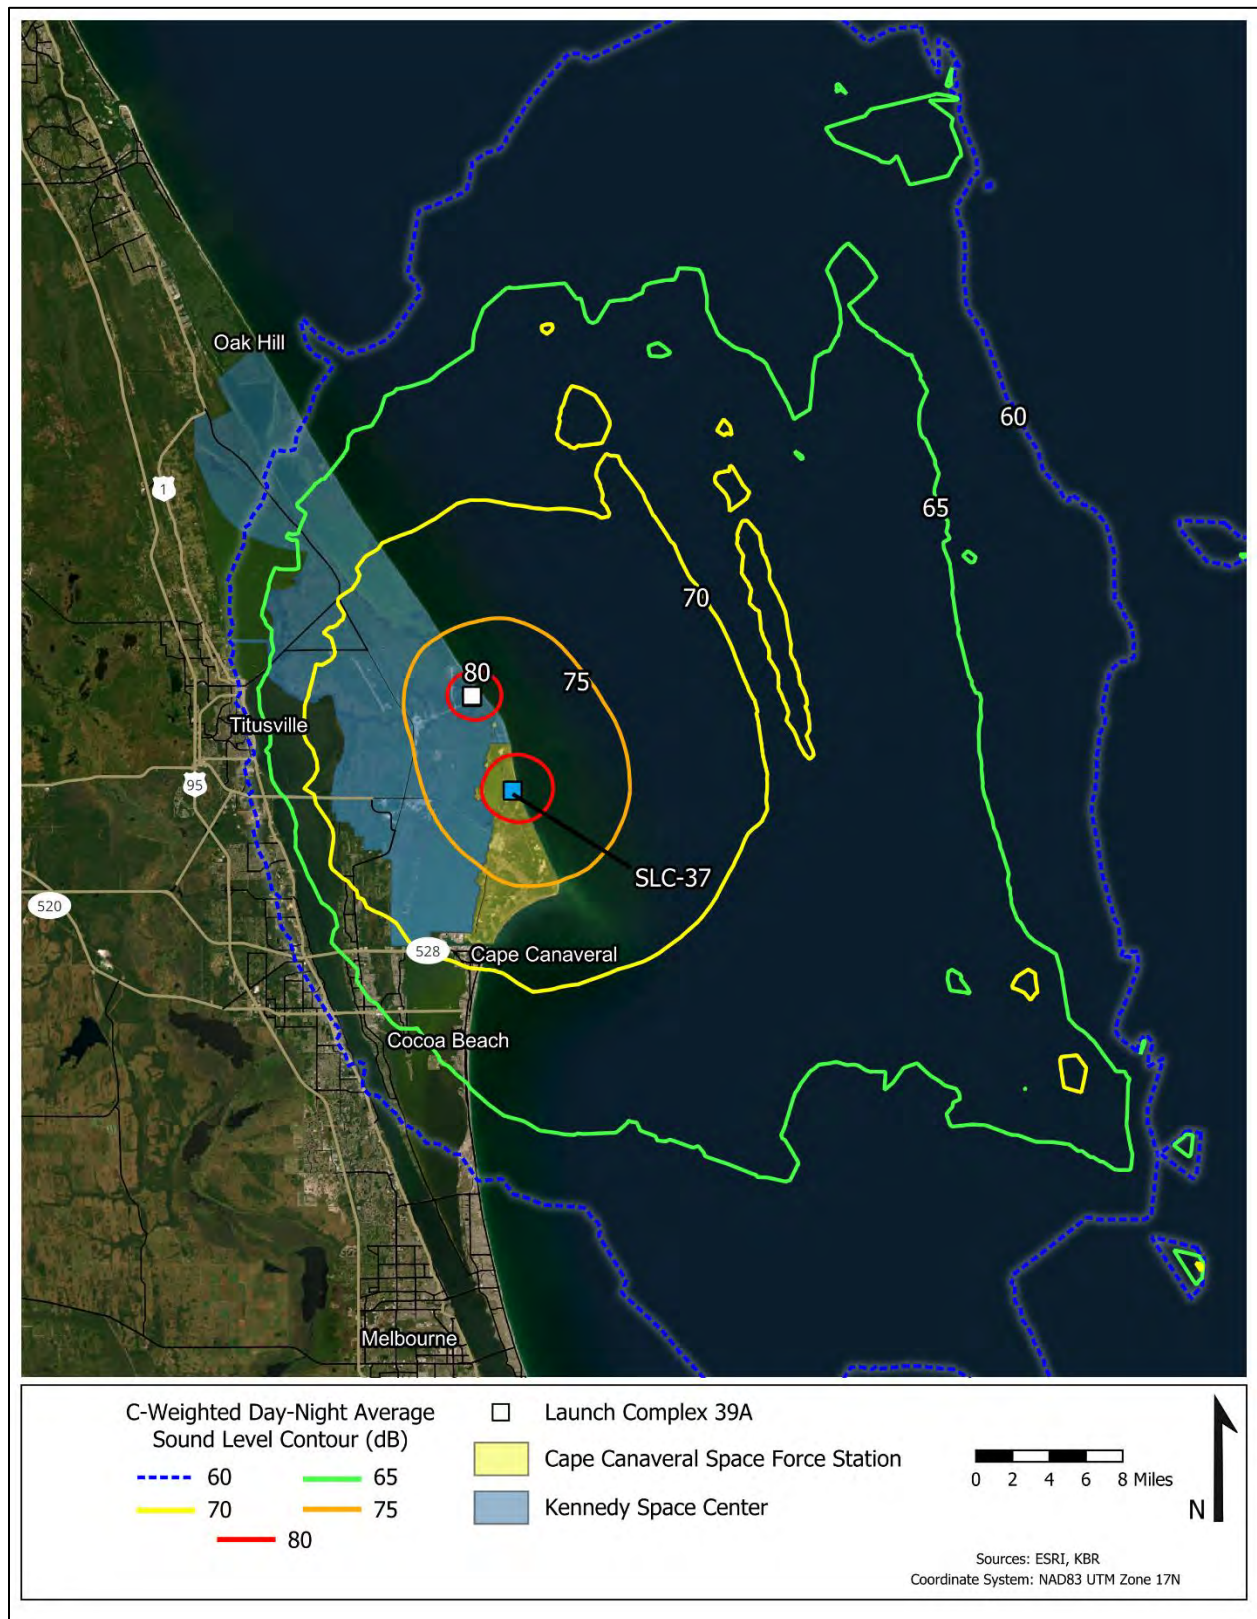 Oak Hill
60
1
65
70
80
75
Titusville
95
SLC-37
520
528
Cape Canaveral
Cocoa Beach
Melbourne
C-Weighted Day-Night Average
Sound Level Contour (dB)
60
65
70
75
80
Launch Complex 39A
Cape Canaveral Space Force Station
Kennedy Space Center
0 2 4 6 8 Miles
N
Sources: ESRI, KBR
Coordinate System: NAD83 UTM Zone 17N